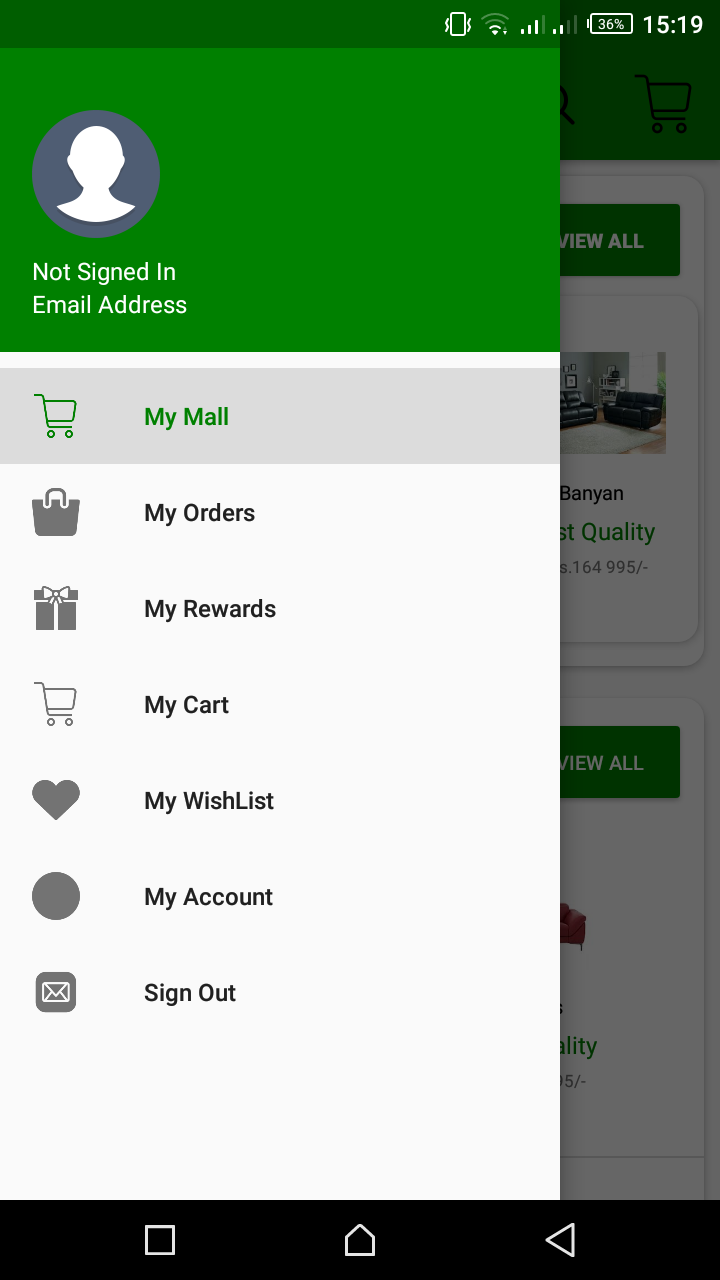 36%
15:19
Not Signed In
Email Address
My Mall
My Orders
My Rewards
My Cart
My WishList
My Account
Sign Out
VIEW ALL
Banyan
st Quality
s.164 995/-
VIEW ALL
s
ality
95/-